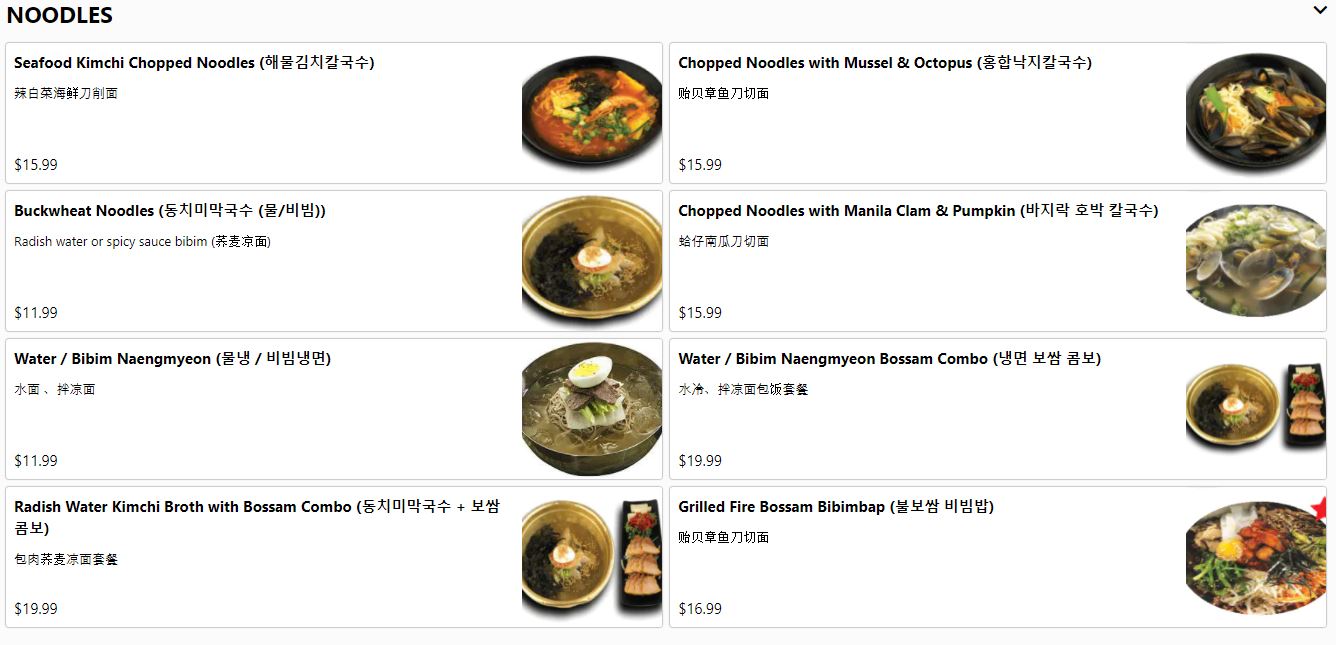 NOODLES
Seafood Kimchi Chopped Noodles (해물김치칼국수)
辣白菜海鲜刀削面
$15.99
Chopped Noodles with Mussel & Octopus (홍합낙지칼국수)
贻贝章鱼刀切面
$15.99
Buckwheat Noodles (동치미막국수 (물/비빔))
Radish water or spicy sauce bibim (荞麦凉面)
$11.99
Chopped Noodles with Manila Clam & Pumpkin (바지락 호박 칼국수)
蛤仔南瓜刀切面
$15.99
Water / Bibim Naengmyeon (물냉 / 비빔냉면)
水面 、拌凉面
$11.99
Water / Bibim Naengmyeon Bossam Combo (냉면 보쌈 콤보)
水冷、拌凉面包饭套餐
$19.99
Radish Water Kimchi Broth with Bossam Combo (동치미막국수 + 보쌈
콤보)
包肉荞麦凉面套餐
$19.99
Grilled Fire Bossam Bibimbap (불보쌈 비빔밥)
贻贝章鱼刀切面
$16.99